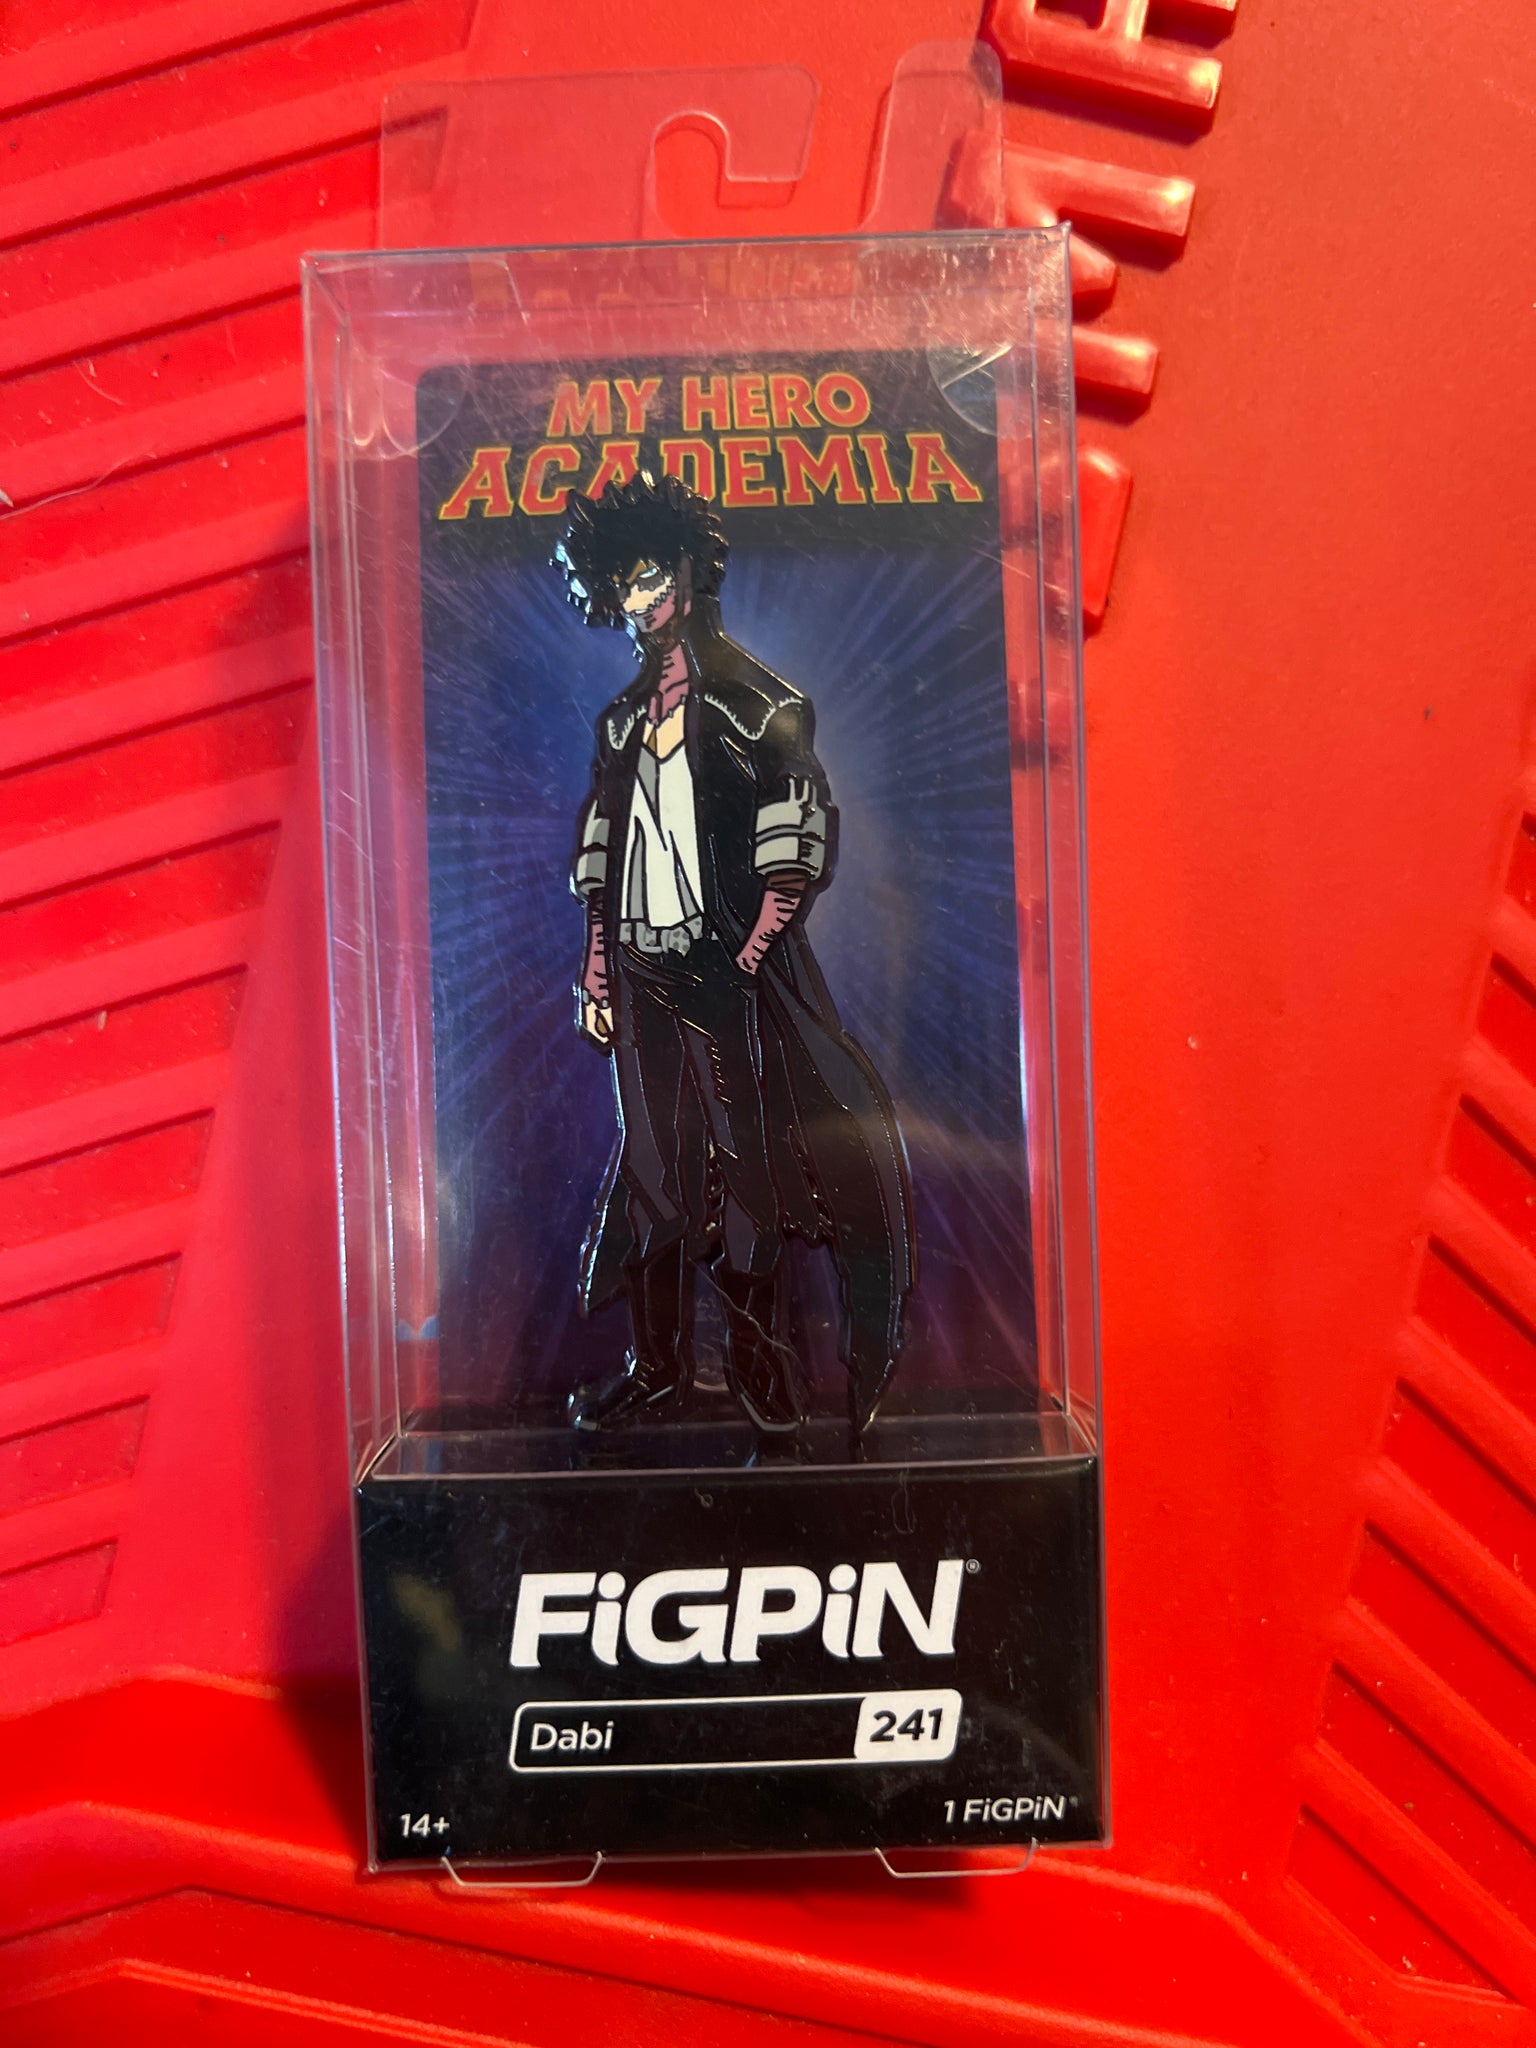 MY HERO
ACADEMIA
FiGPiN®
Dabi 241
14+ 1 FiGPiN®